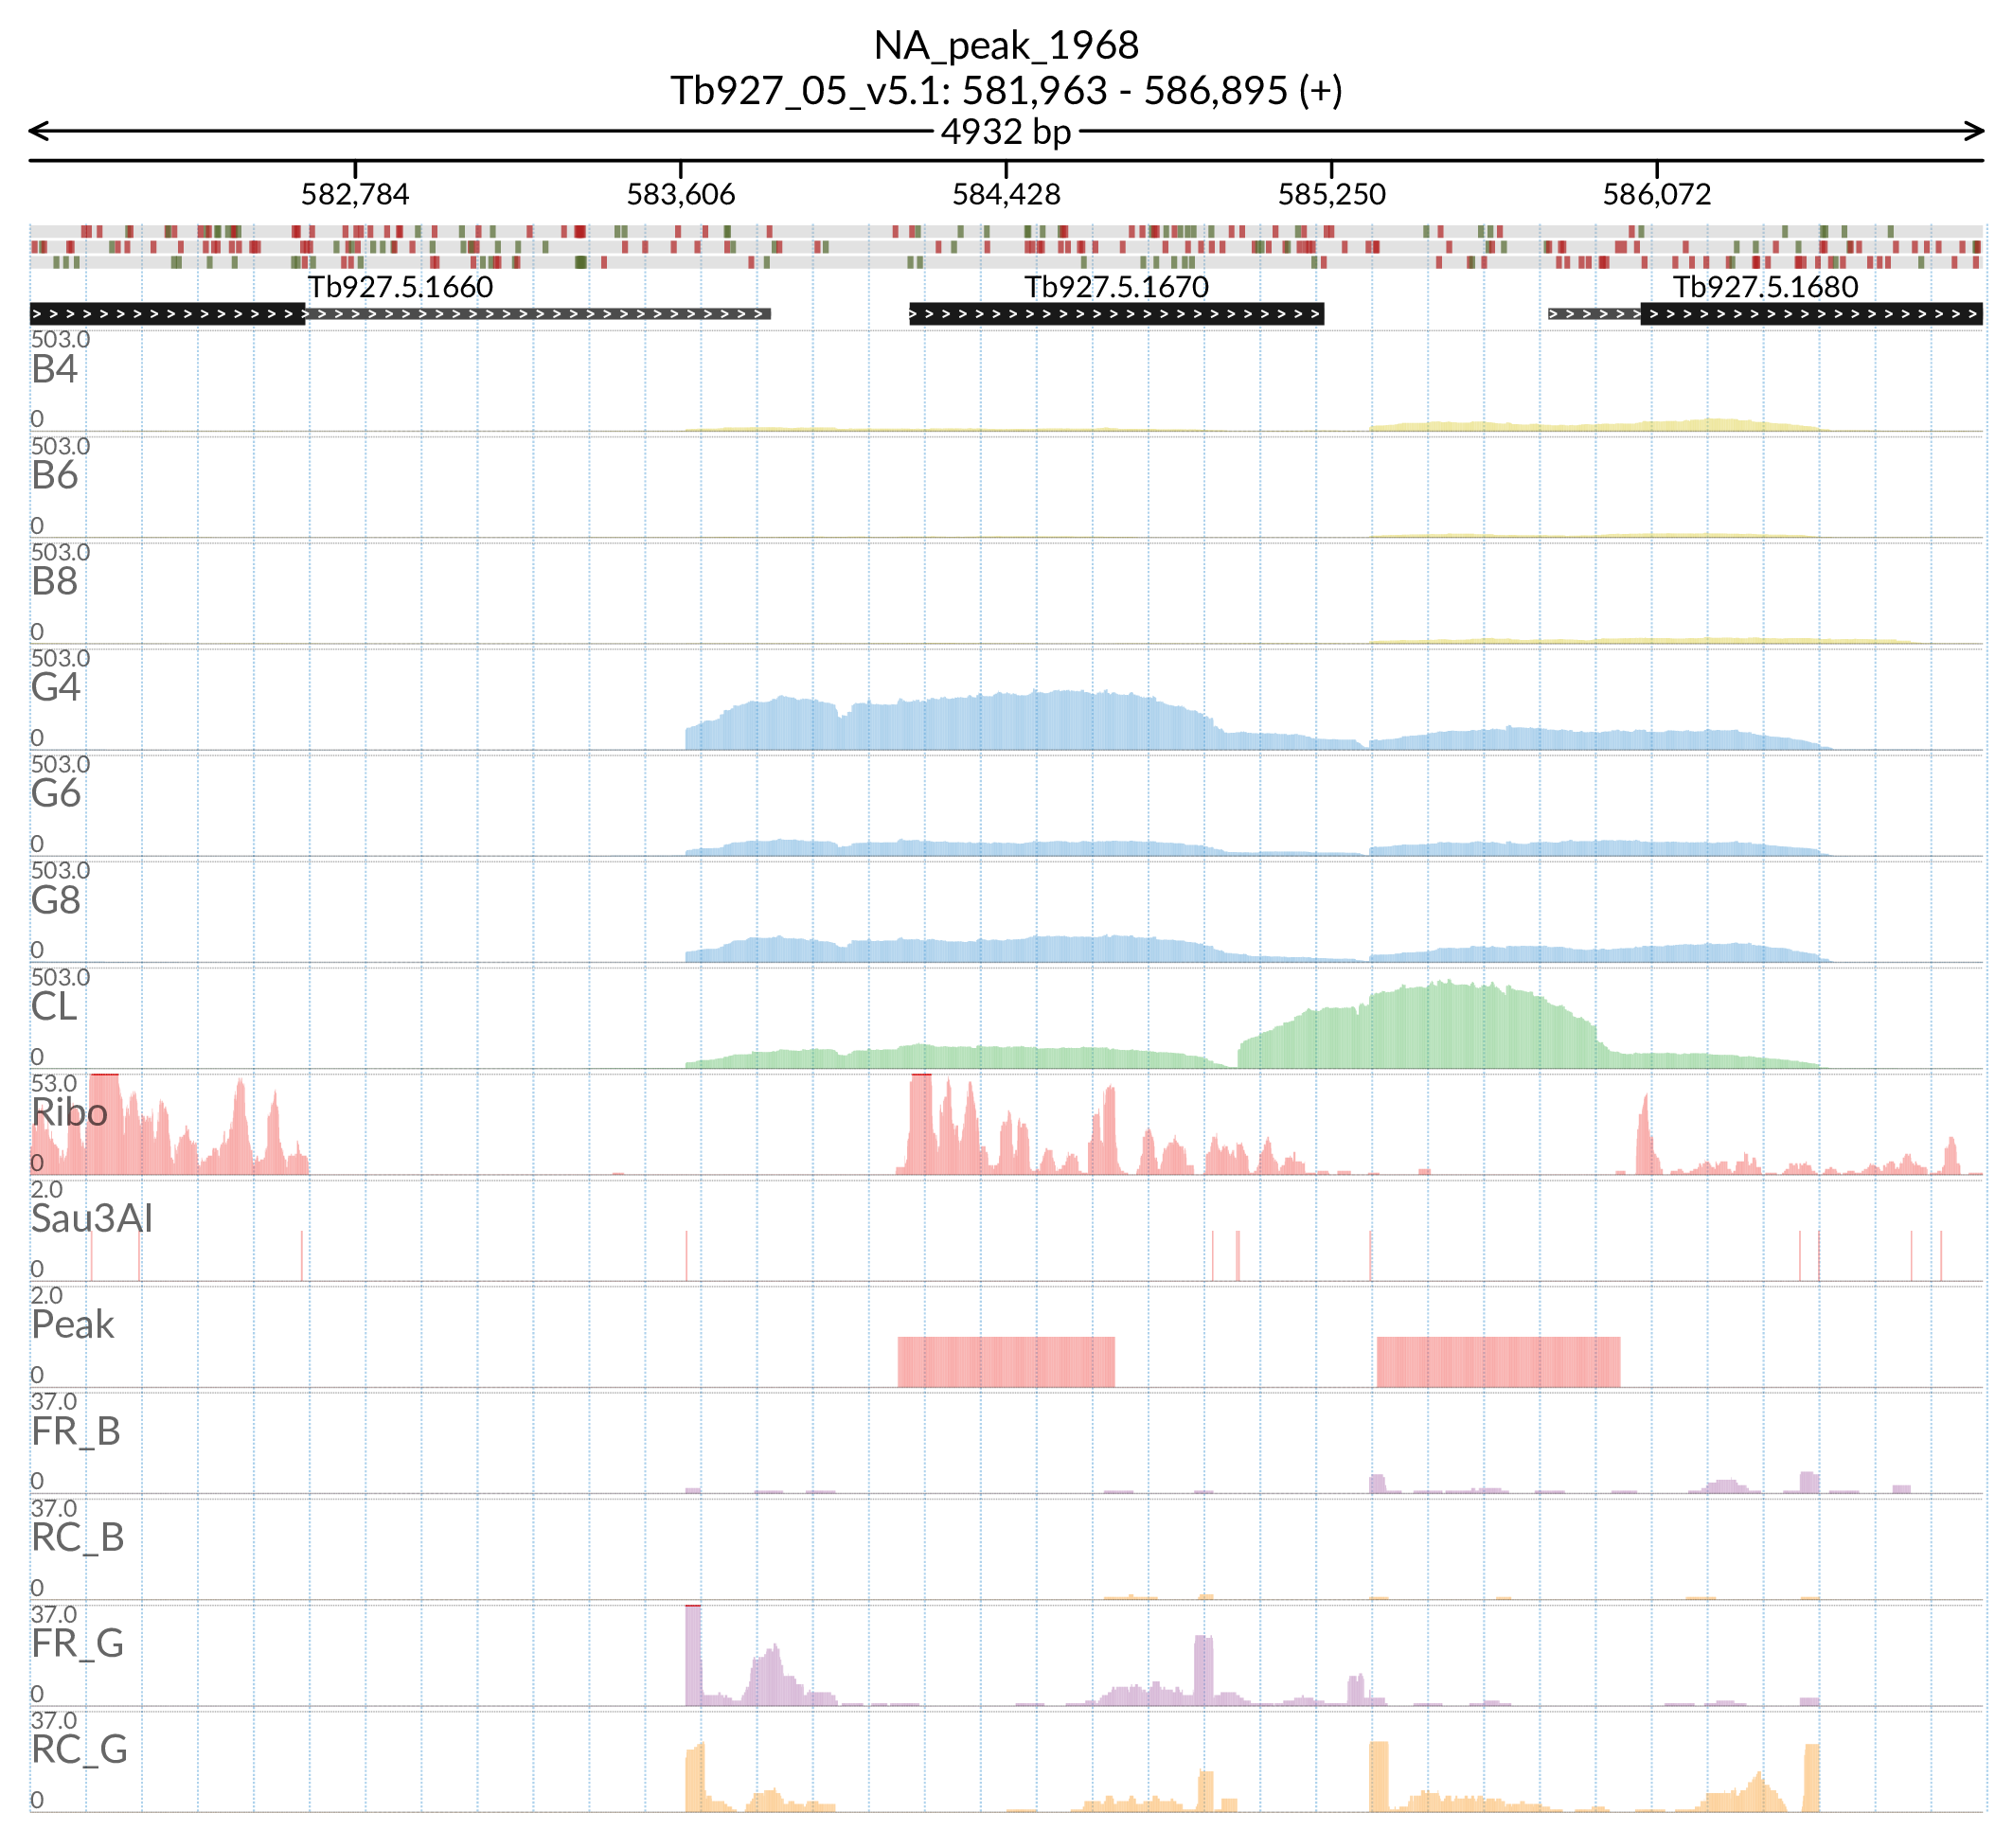 NA_peak_1968
Tb927_05_v5.1: 581,963 - 586,895 (+)
4932 bp
582,784 583,606 584,428 585,250 586,072
Tb927.5.1660 Tb927.5.1670 Tb927.5.1680
503.0
B4
0
503.0
B6
0
503.0
B8
0
503.0
G4
0
503.0
G6
0
503.0
G8
0
503.0
CL
0
53.0
Ribo
0
2.0
Sau3AI
0
2.0
Peak
0
37.0
FR_B
0
37.0
RC_B
0
37.0
FR_G
0
37.0
RC_G
0